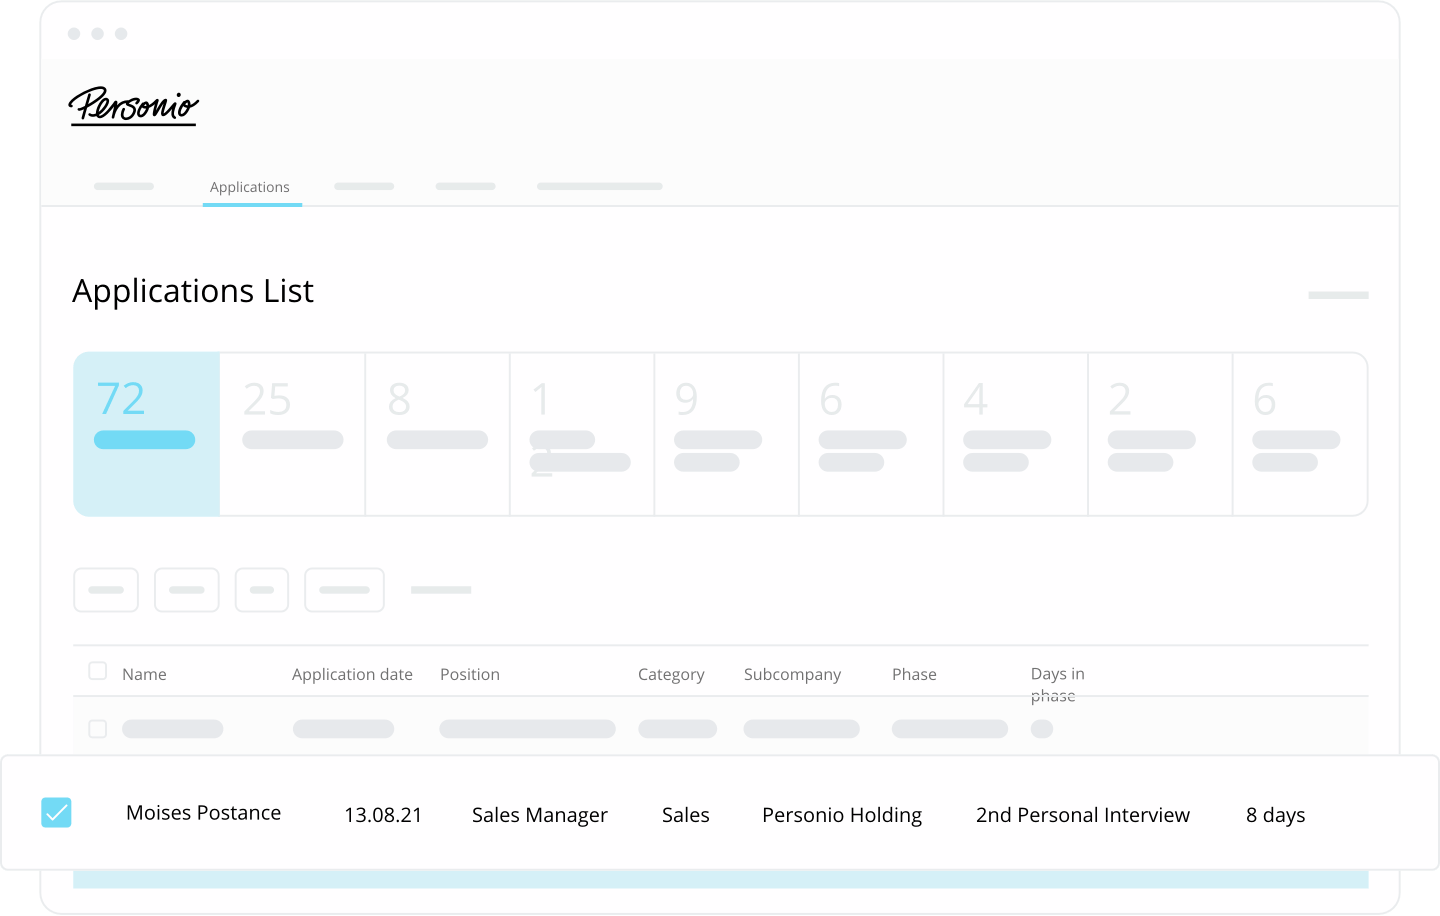 Personio
Applications
Applications List
72 25 8 1 9 6 4 2 6
2
Name Application date Position Category Subcompany Phase Days in
phase
Moises Postance 13.08.21 Sales Manager Sales Personio Holding 2nd Personal Interview 8 days